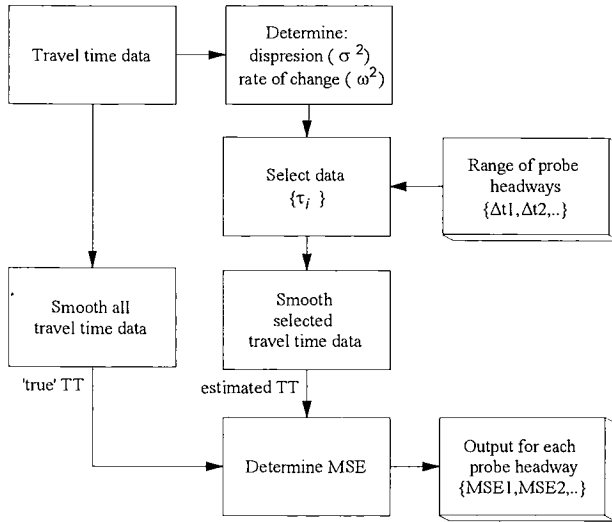 Travel time data
Determine:
dispresion ( σ ²)
rate of change ( ω²)
Select data
{τᵢ }
Range of probe
headways
{Δt1,Δt2,..}
Smooth all
travel time data
Smooth
selected
travel time data
'true' TT
estimated TT
Determine MSE
Output for each
probe headway
{MSE1,MSE2,..}